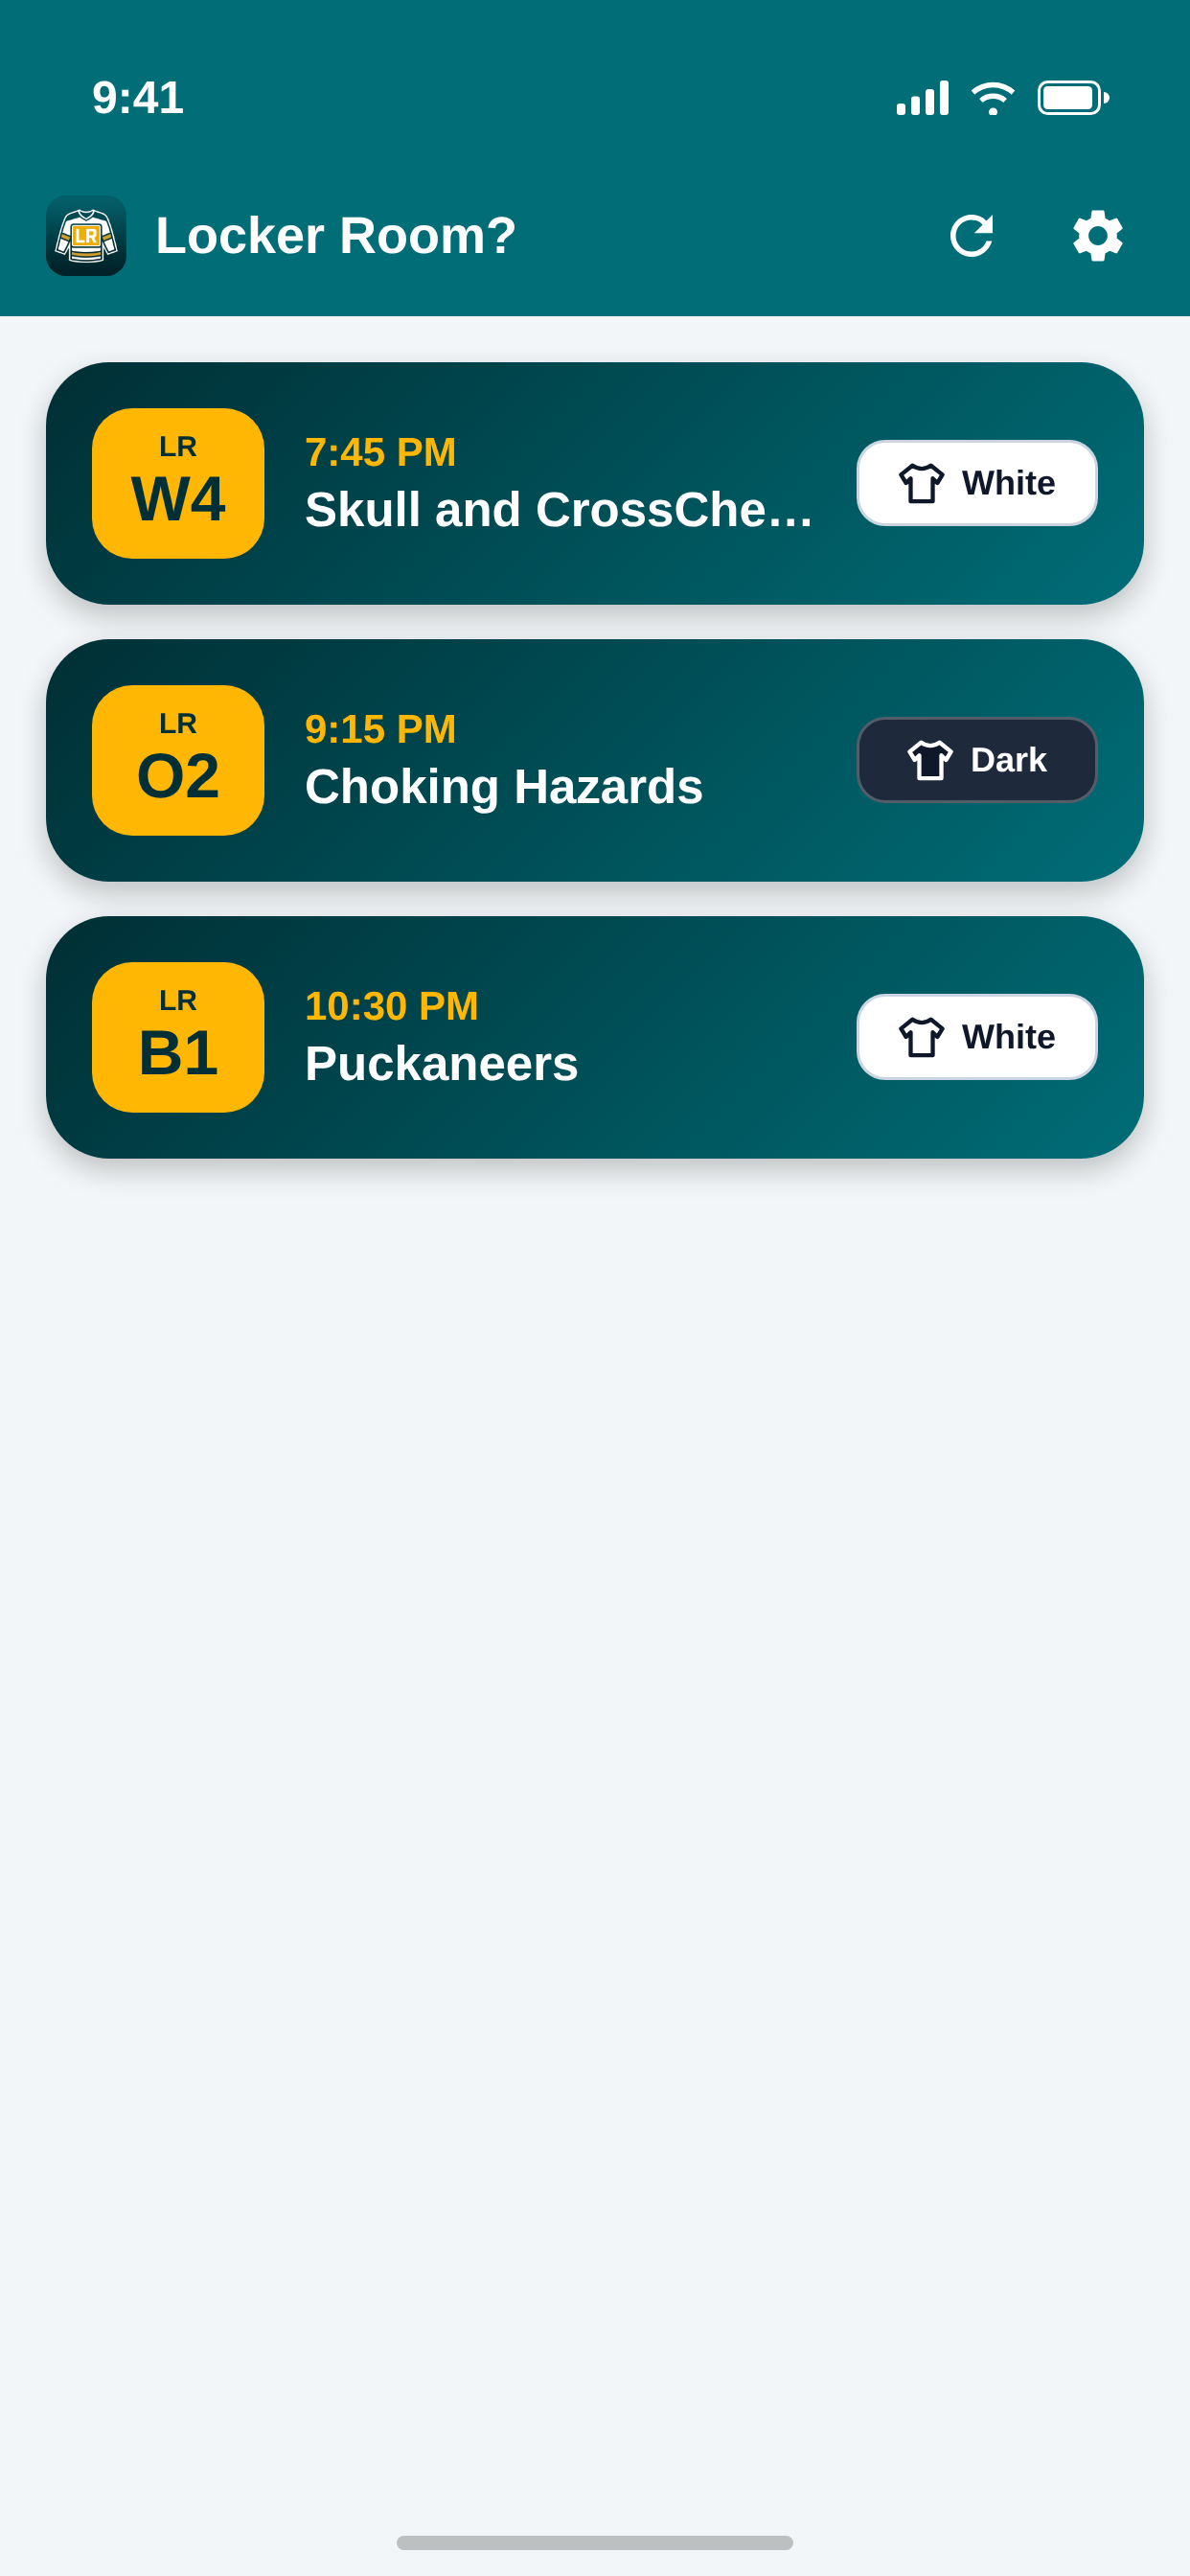 9:41
LR
Locker Room?
LR
W4
7:45 PM
Skull and CrossChe...
White
LR
O2
9:15 PM
Choking Hazards
Dark
LR
B1
10:30 PM
Puckaneers
White